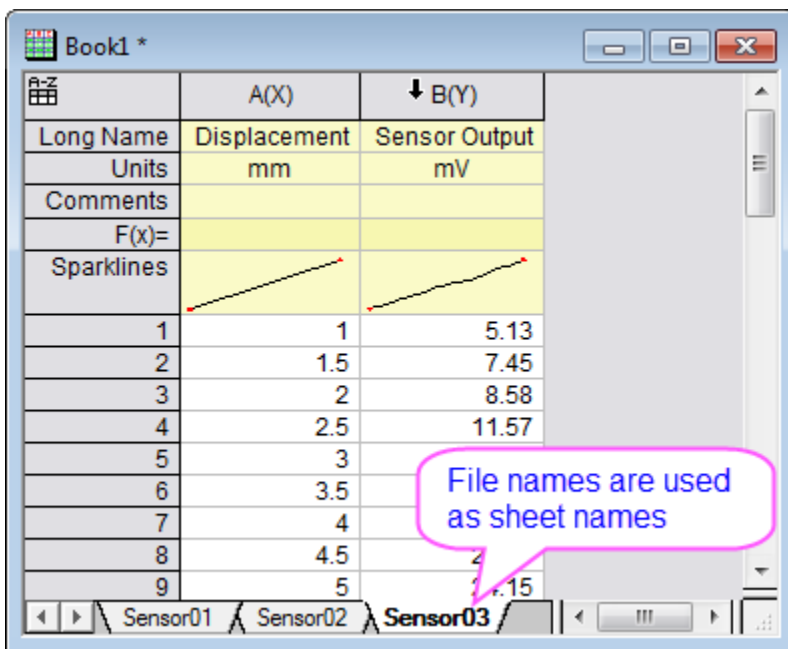 Book1 *
A(X) B(Y)
Long Name Displacement Sensor Output
Units mm mV
Comments
F(x)=
Sparklines
1 1 5.13
2 1.5 7.45
3 2 8.58
4 2.5 11.57
5 3
6 3.5
7 4
8 4.5
9 5
File names are used
as sheet names
Sensor01 Sensor02 Sensor03